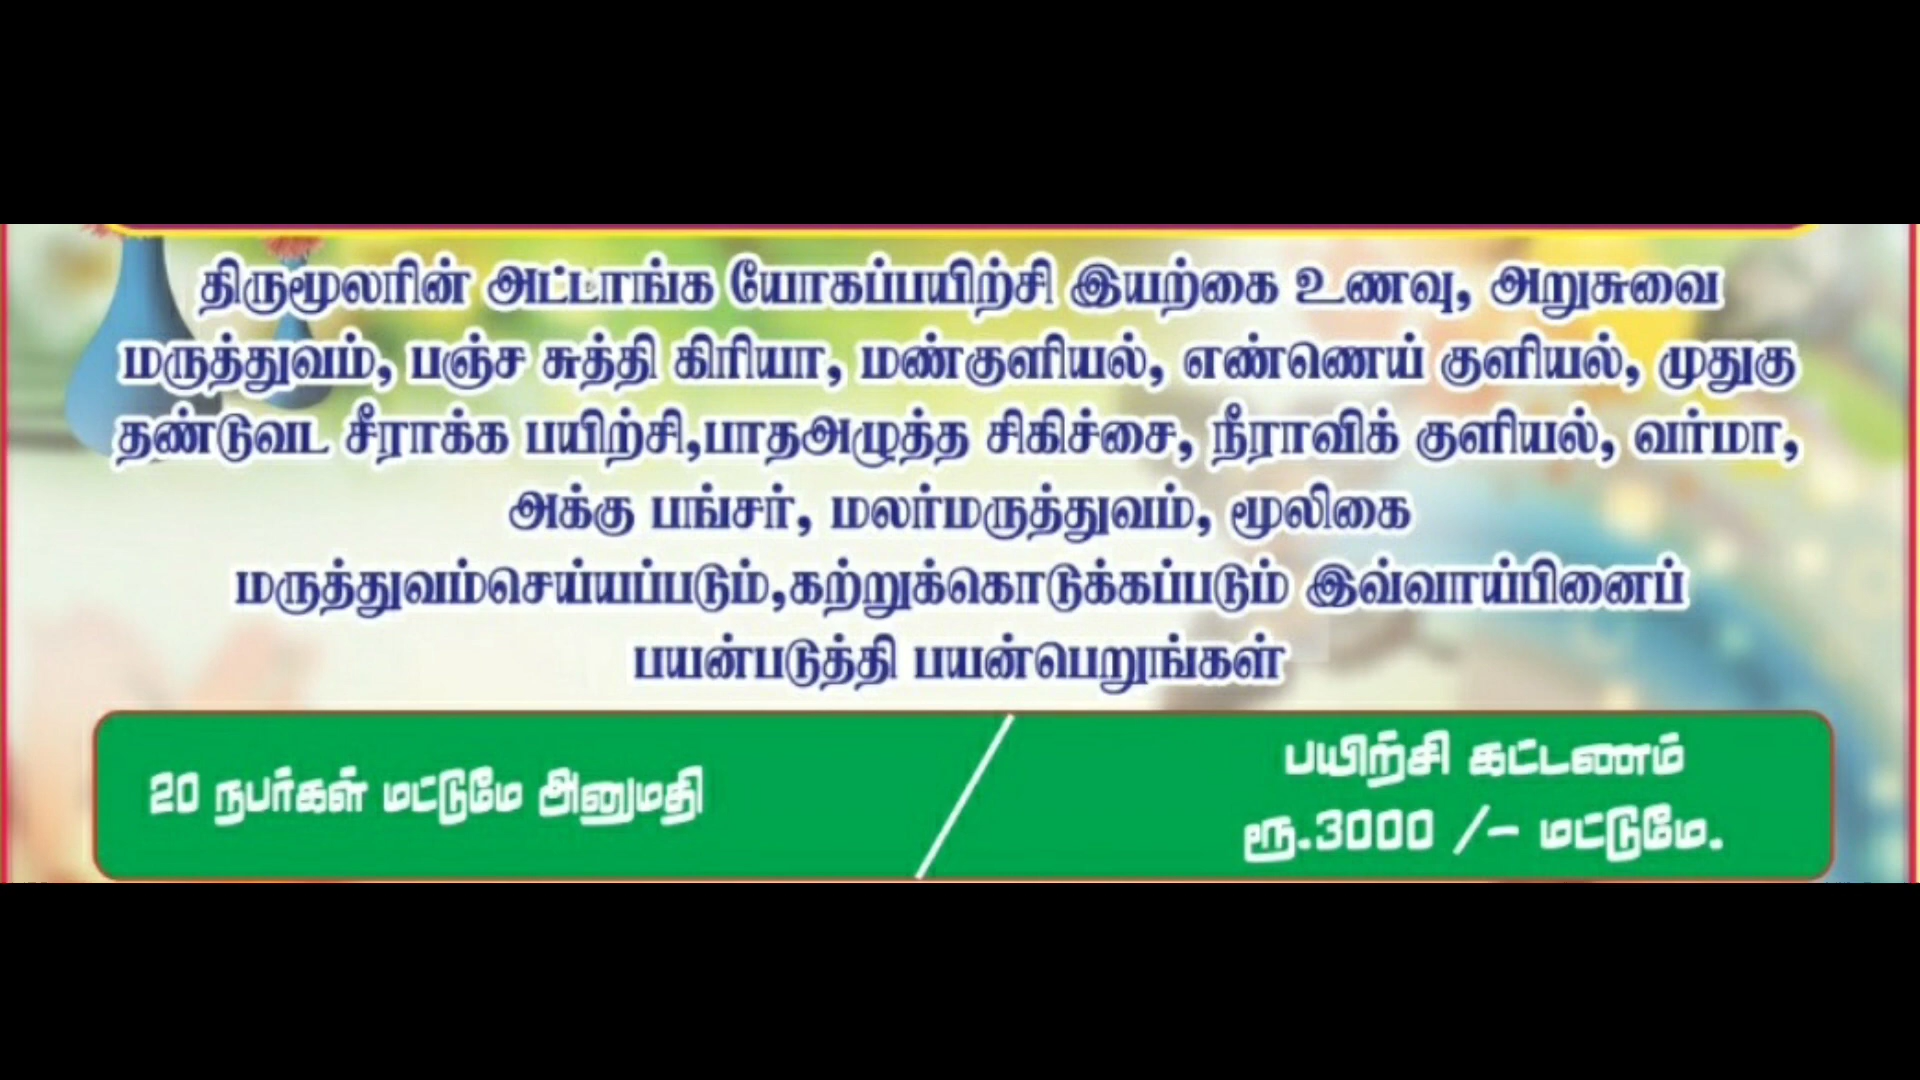 திருமூலரின் அட்டாங்க யோகப்பயிற்சி இயற்கை உணவு, அறுசுவை
மருத்துவம், பஞ்ச சுத்தி கிரியா, மண்குளியல், எண்ணெய் குளியல், முதுகு
தண்டுவட சீராக்க பயிற்சி,பாதஅழுத்த சிகிச்சை, நீராவிக் குளியல், வர்மா,
அக்கு பங்சர், மலர்மருத்துவம், மூலிகை
மருத்துவம்செய்யப்படும்,கற்றுக்கொடுக்கப்படும் இவ்வாய்பினைப்
பயன்படுத்தி பயன்பெறுங்கள்
20 நபர்கள் மட்டுமே அனுமதி
பயிற்சி கட்டணம்
ரூ.3000 /- மட்டுமே.